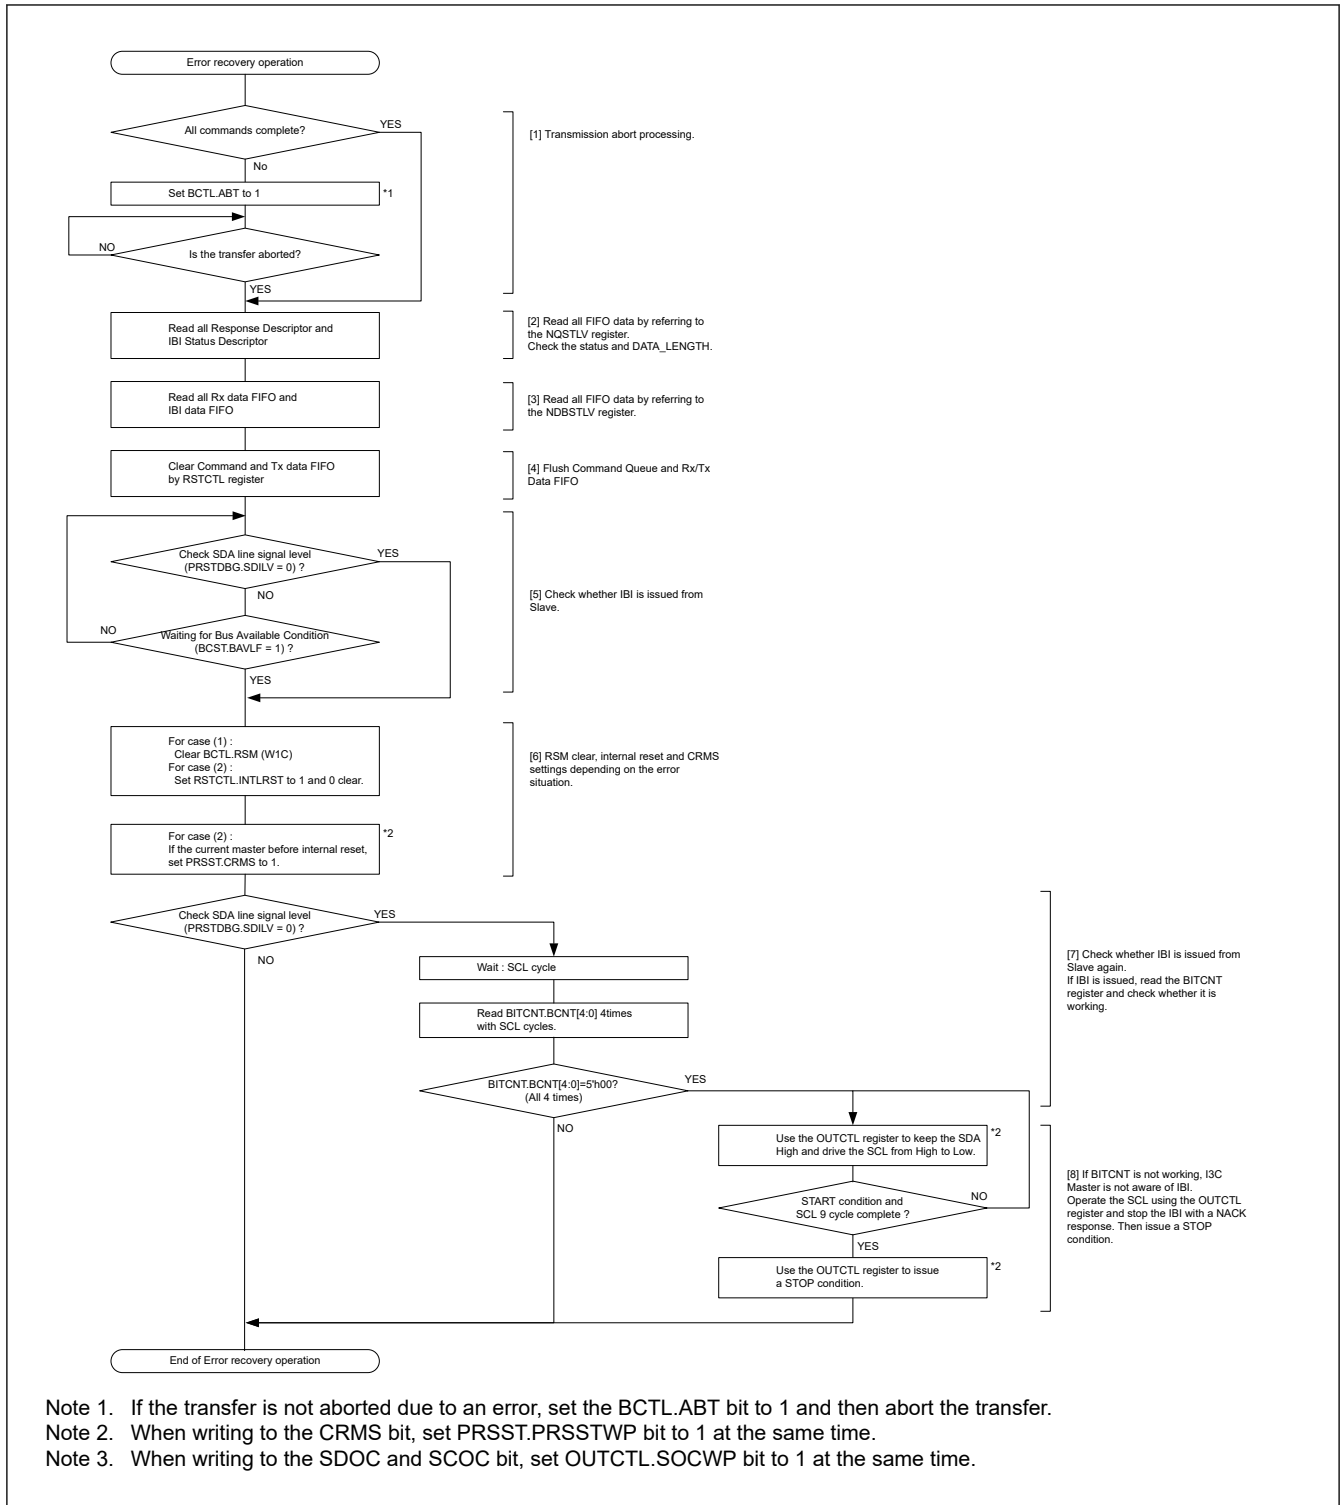 Error recovery operation
All commands complete?
YES
[1] Transmission abort processing.
No
Set BCTL.ABT to 1
*1
NO
Is the transfer aborted?
YES
Read all Response Descriptor and
IBI Status Descriptor
[2] Read all FIFO data by referring to
the NQSTLV register.
Check the status and DATA_LENGTH.
Read all Rx data FIFO and
IBI data FIFO
[3] Read all FIFO data by referring to
the NDBSTLV register.
Clear Command and Tx data FIFO
by RSTCTL register
[4] Flush Command Queue and Rx/Tx
Data FIFO
Check SDA line signal level
(PRSTDBG.SDILV = 0) ?
YES
NO
[5] Check whether IBI is issued from
Slave.
NO
Waiting for Bus Available Condition
(BCST.BAVLF = 1) ?
YES
For case (1) :
Clear BCTL.RSM (W1C)
For case (2) :
Set RSTCTL.INTLRST to 1 and 0 clear.
[6] RSM clear, internal reset and CRMS
settings depending on the error
situation.
For case (2) :
If the current master before internal reset,
set PRSST.CRMS to 1.
*2
Check SDA line signal level
(PRSTDBG.SDILV = 0) ?
YES
NO
Wait : SCL cycle
[7] Check whether IBI is issued from
Slave again.
If IBI is issued, read the BITCNT
register and check whether it is
working.
Read BITCNT.BCNT[4:0] 4times
with SCL cycles.
BITCNT.BCNT[4:0]=5'h00?
(All 4 times)
YES
NO
Use the OUTCTL register to keep the SDA
High and drive the SCL from High to Low.
*2
[8] If BITCNT is not working, I3C
Master is not aware of IBI.
Operate the SCL using the OUTCTL
register and stop the IBI with a NACK
response. Then issue a STOP
condition.
START condition and
SCL 9 cycle complete ?
NO
YES
Use the OUTCTL register to issue
a STOP condition.
*2
End of Error recovery operation
Note 1. If the transfer is not aborted due to an error, set the BCTL.ABT bit to 1 and then abort the transfer.
Note 2. When writing to the CRMS bit, set PRSST.PRSSTWP bit to 1 at the same time.
Note 3. When writing to the SDOC and SCOC bit, set OUTCTL.SOCWP bit to 1 at the same time.